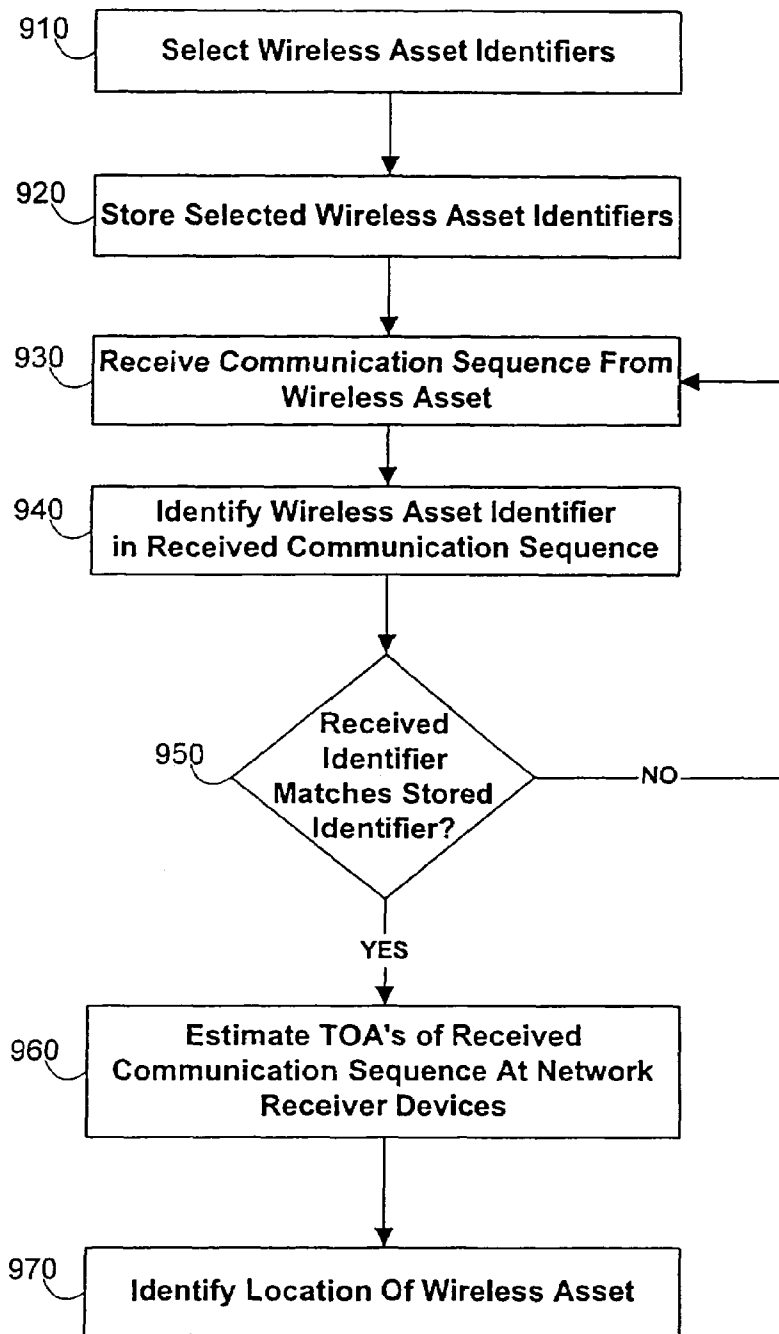 910
Select Wireless Asset Identifiers
920
Store Selected Wireless Asset Identifiers
930
Receive Communication Sequence From
Wireless Asset
940
Identify Wireless Asset Identifier
in Received Communication Sequence
950
Received
Identifier
Matches Stored
Identifier?
NO
YES
960
Estimate TOA's of Received
Communication Sequence At Network
Receiver Devices
970
Identify Location Of Wireless Asset